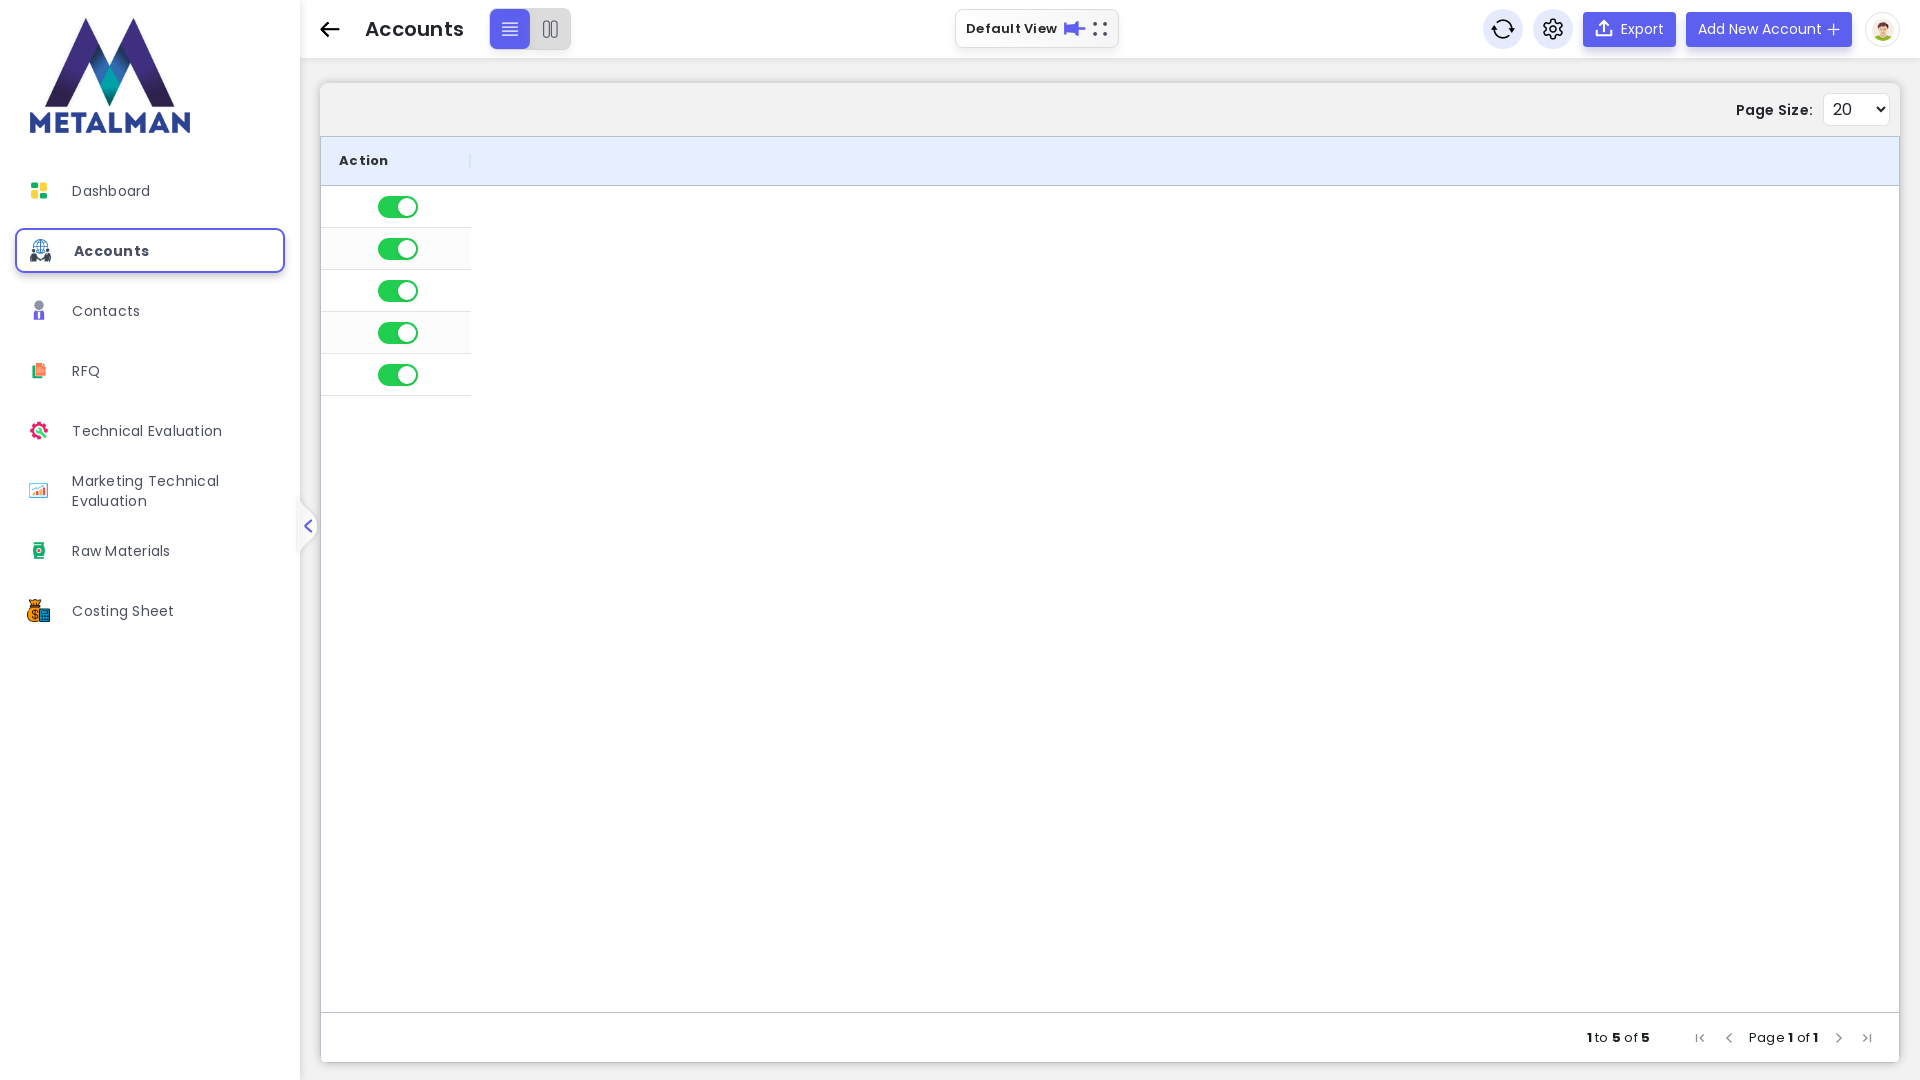 METALMAN
Dashboard
Accounts
Contacts
RFQ
Technical Evaluation
Marketing Technical
Evaluation
Raw Materials
Costing Sheet
Accounts
Default View
Export
Add New Account
Page Size:
20
Action
1 to 5 of 5
Page 1 of 1